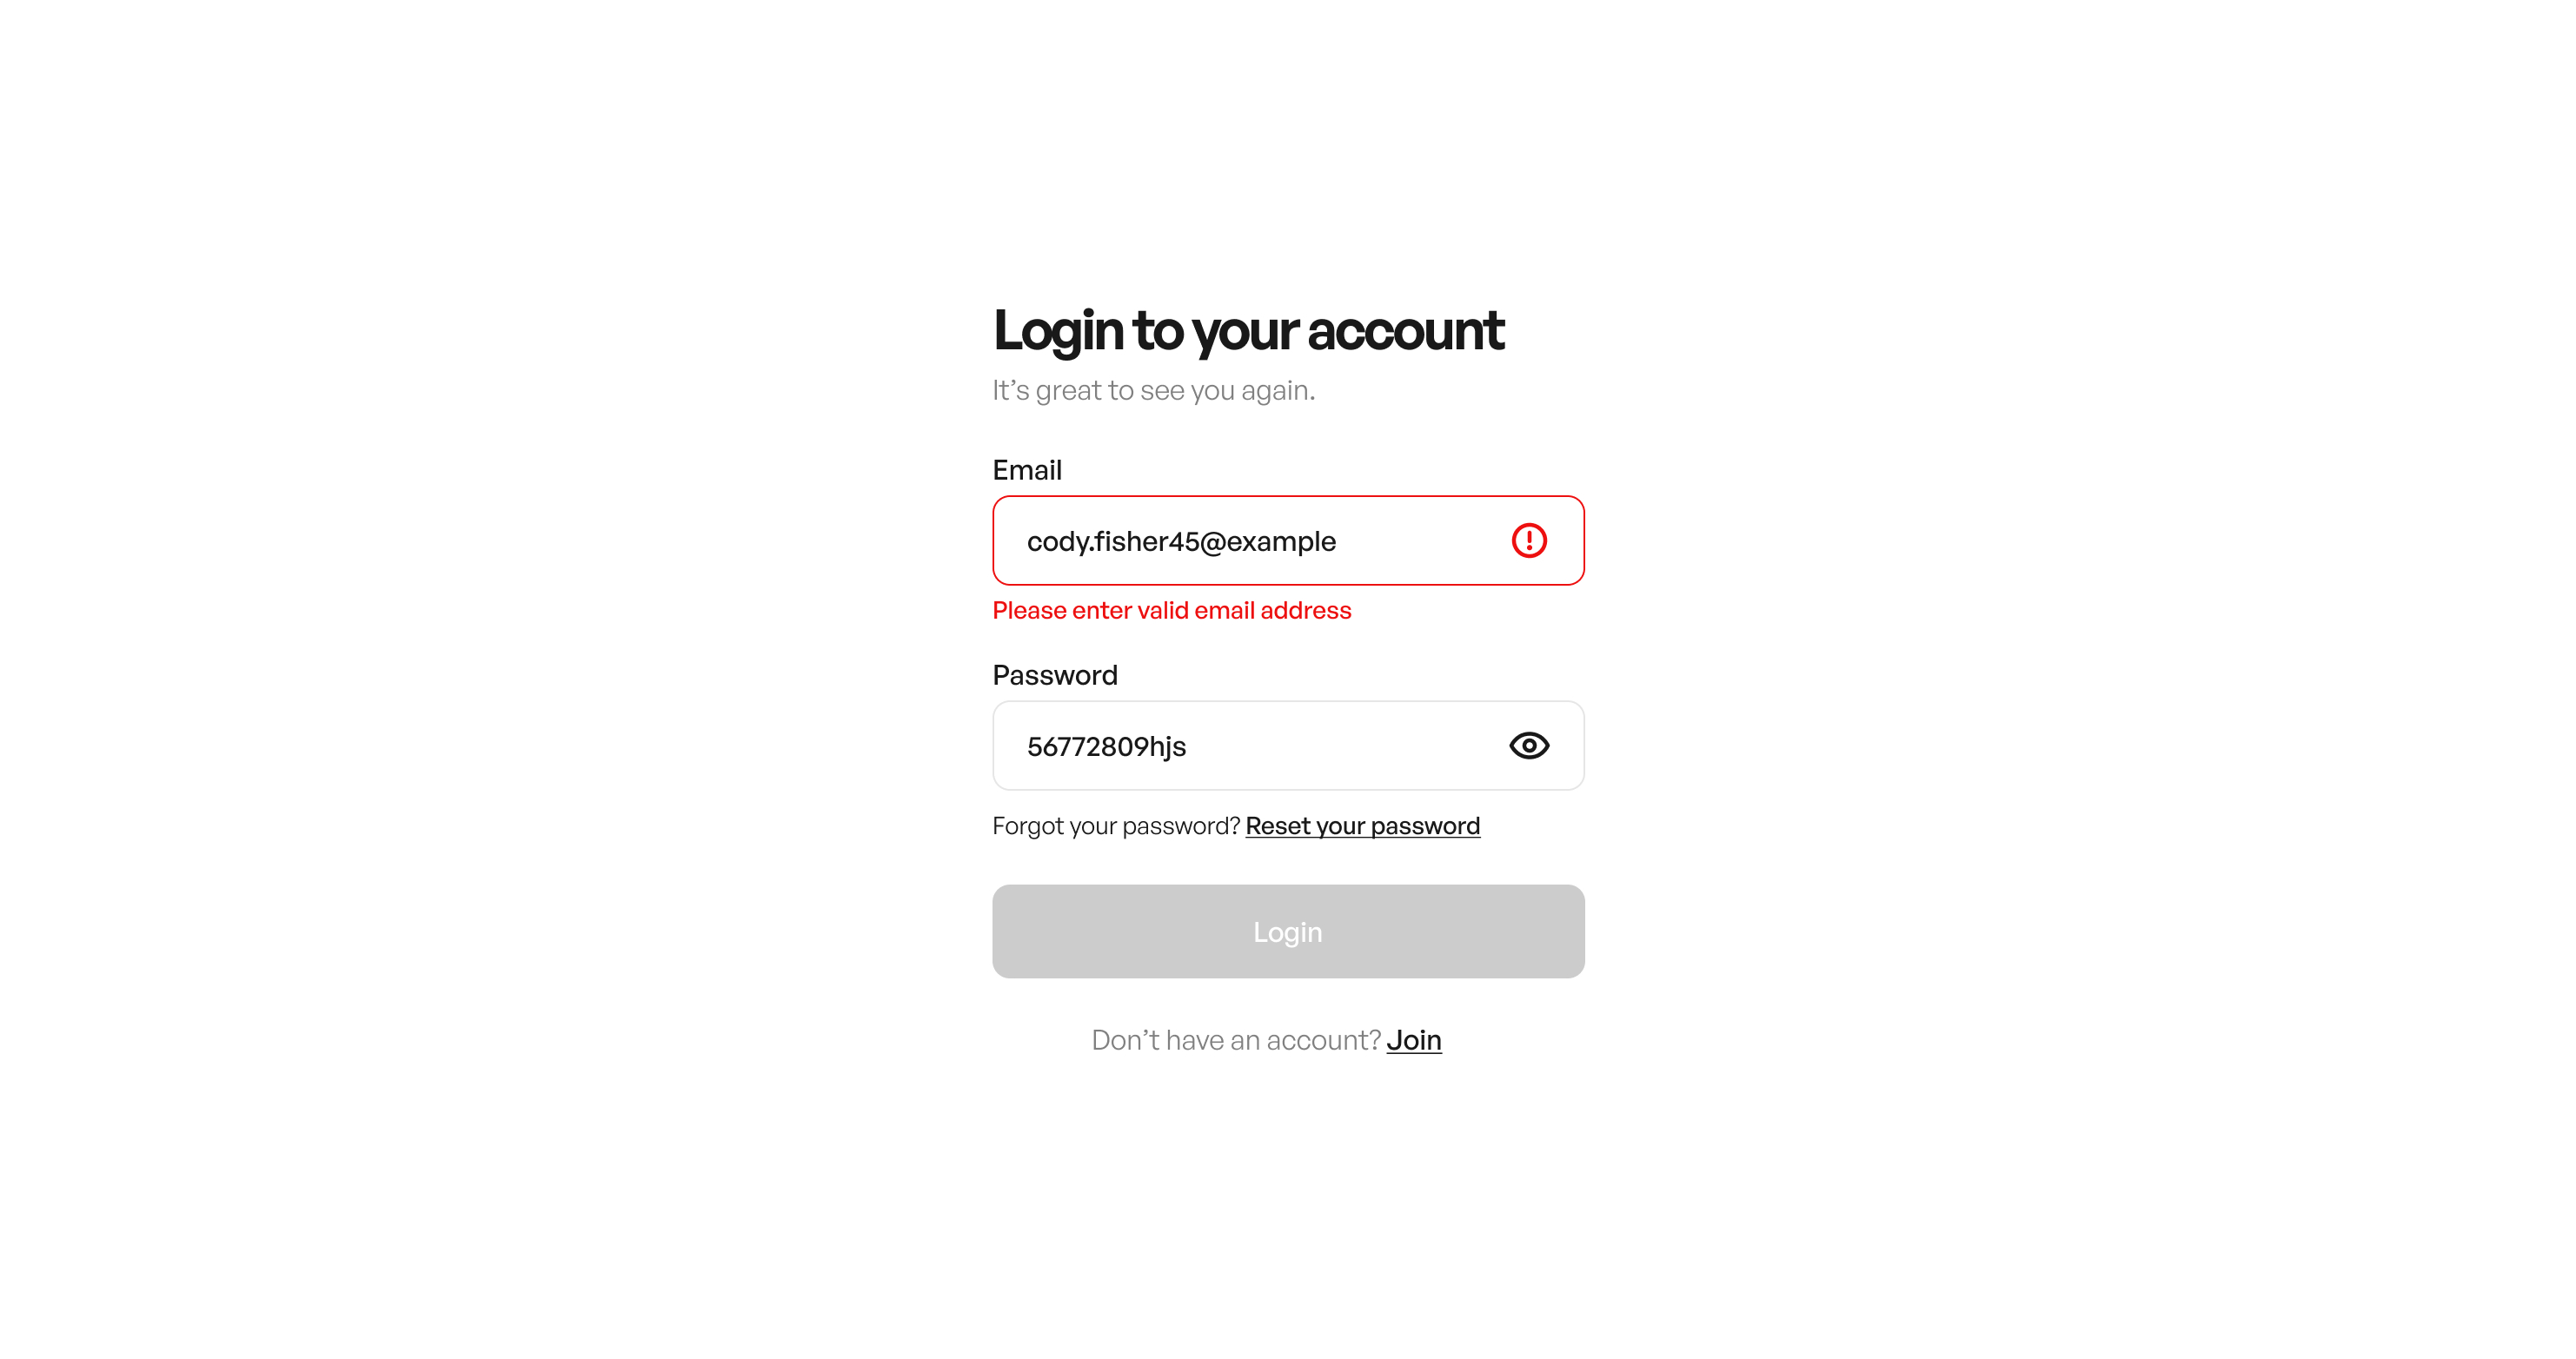 Login to your account
It’s great to see you again.
Email
cody.fisher45@example
Please enter valid email address
Password
56772809hjs
Forgot your password? Reset your password
Login
Don’t have an account? Join